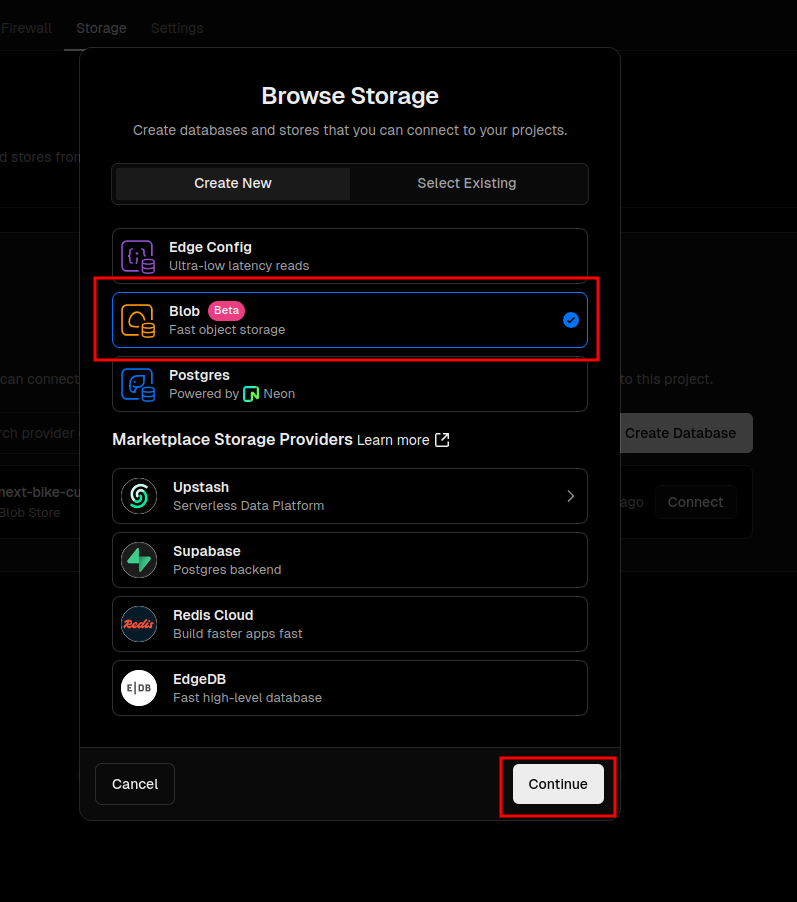 Firewall Storage Settings
Browse Storage
Create databases and stores that you can connect to your projects.
d stores from
Create New Select Existing
Edge Config
Ultra-low latency reads
Blob Beta
Fast object storage
Postgres
Powered by Neon
can connect
to this project.
rch provider
Create Database
Marketplace Storage Providers Learn more
next-bike-cu
Blob Store
ago Connect
Upstash
Serverless Data Platform
Supabase
Postgres backend
Redis
Redis Cloud
Build faster apps fast
E|DB
EdgeDB
Fast high-level database
Cancel Continue